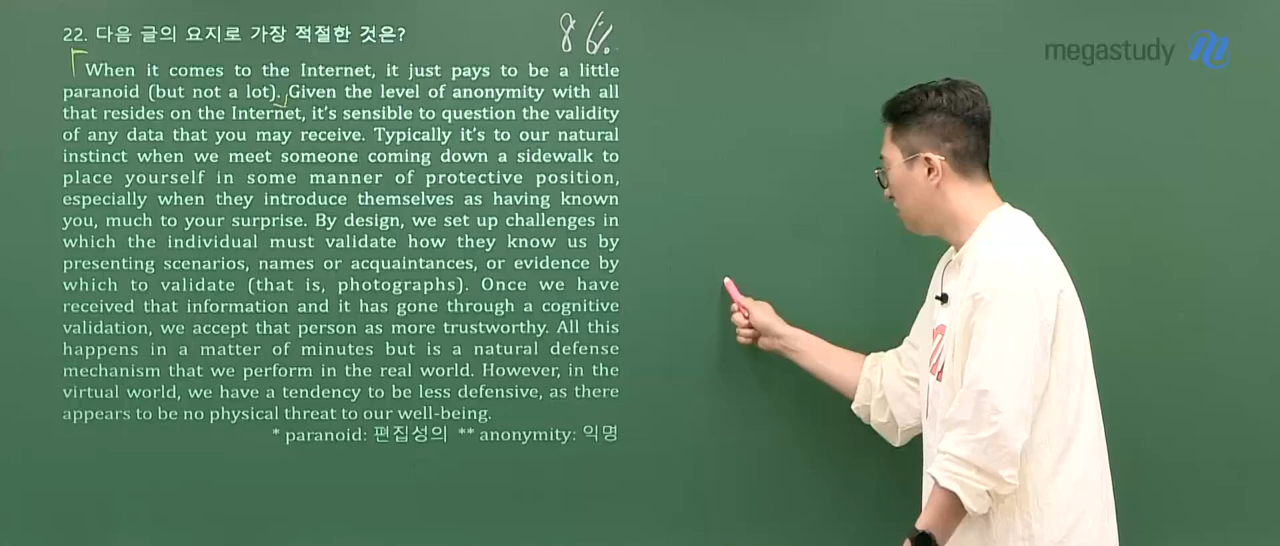 22. 다음 글의 요지로 가장 적절한 것은?
86%
megastudy
When it comes to the Internet, it just pays to be a little
paranoid (but not a lot). Given the level of anonymity with all
that resides on the Internet, it's sensible to question the validity
of any data that you may receive. Typically it's to our natural
instinct when we meet someone coming down a sidewalk to
place yourself in some manner of protective position,
especially when they introduce themselves as having known
you, much to your surprise. By design, we set up challenges in
which the individual must validate how they know us by
presenting scenarios, names or acquaintances, or evidence by
which to validate (that is, photographs). Once we have
received that information and it has gone through a cognitive
validation, we accept that person as more trustworthy. All this
happens in a matter of minutes but is a natural defense
mechanism that we perform in the real world. However, in the
virtual world, we have a tendency to be less defensive, as there
appears to be no physical threat to our well-being.
* paranoid: 편집성의 ** anonymity: 익명